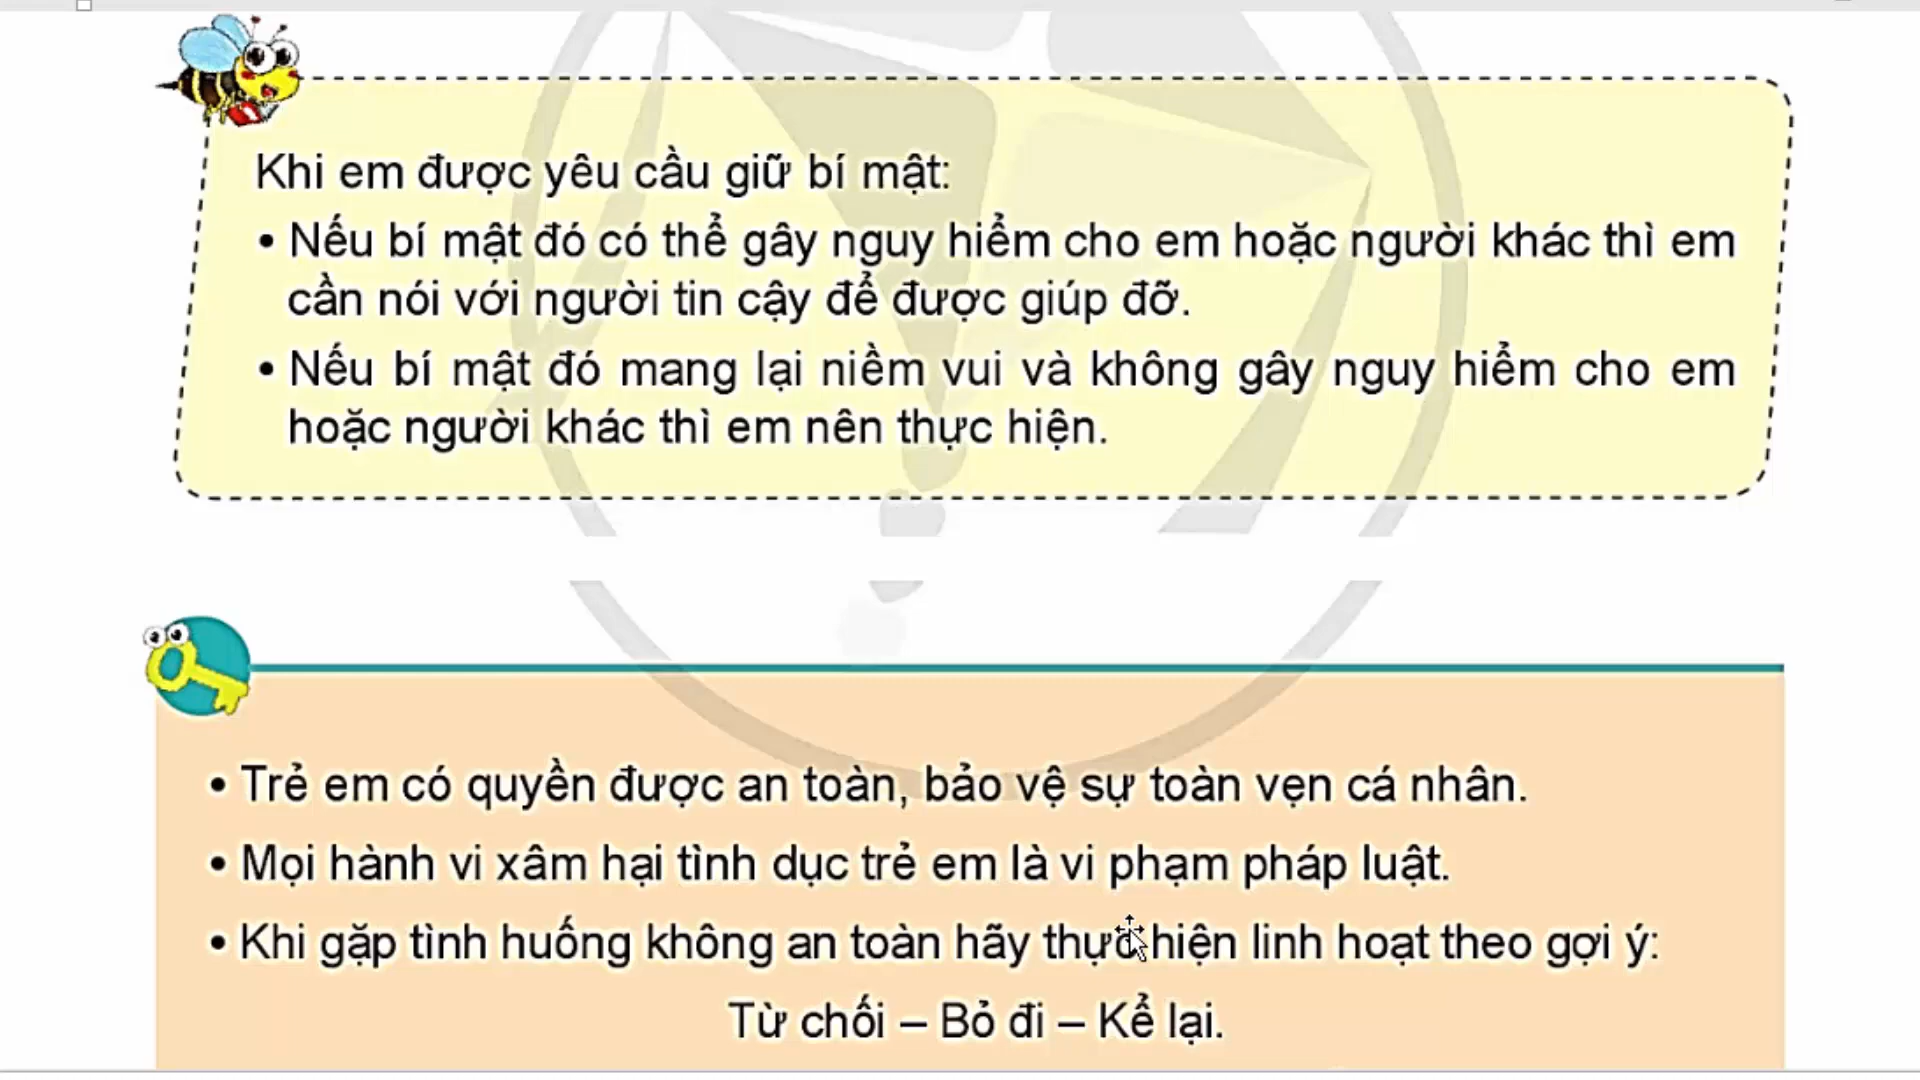 Khi em được yêu cầu giữ bí mật:
• Nếu bí mật đó có thể gây nguy hiểm cho em hoặc người khác thì em
cần nói với người tin cậy để được giúp đỡ.
• Nếu bí mật đó mang lại niềm vui và không gây nguy hiểm cho em
hoặc người khác thì em nên thực hiện.
• Trẻ em có quyền được an toàn, bảo vệ sự toàn vẹn cá nhân.
• Mọi hành vi xâm hại tình dục trẻ em là vi phạm pháp luật.
• Khi gặp tình huống không an toàn hãy thực hiện linh hoạt theo gợi ý:
Từ chối – Bỏ đi – Kể lại.